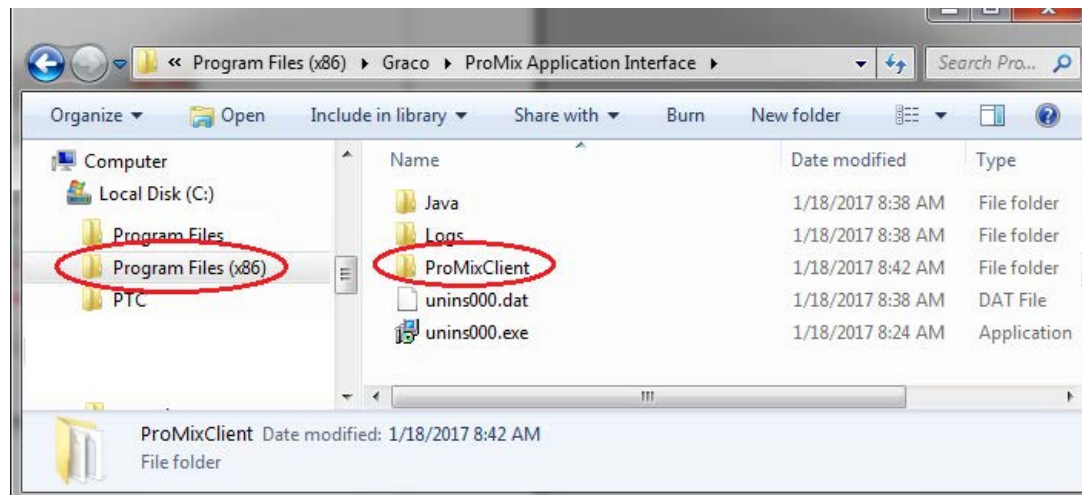 « Program Files (x86) ▸ Graco ▸ ProMix Application Interface ▸ Search Pro...
Organize ▾ Open Include in library ▾ Share with ▾ Burn New folder
Computer Name Date modified Type
Local Disk (C:) Java 1/18/2017 8:38 AM File folder
Program Files Logs 1/18/2017 8:38 AM File folder
Program Files (x86) ProMixClient 1/18/2017 8:42 AM File folder
PTC unins000.dat 1/18/2017 8:38 AM DAT File
unins000.exe 1/18/2017 8:24 AM Application
ProMixClient Date modified: 1/18/2017 8:42 AM
File folder